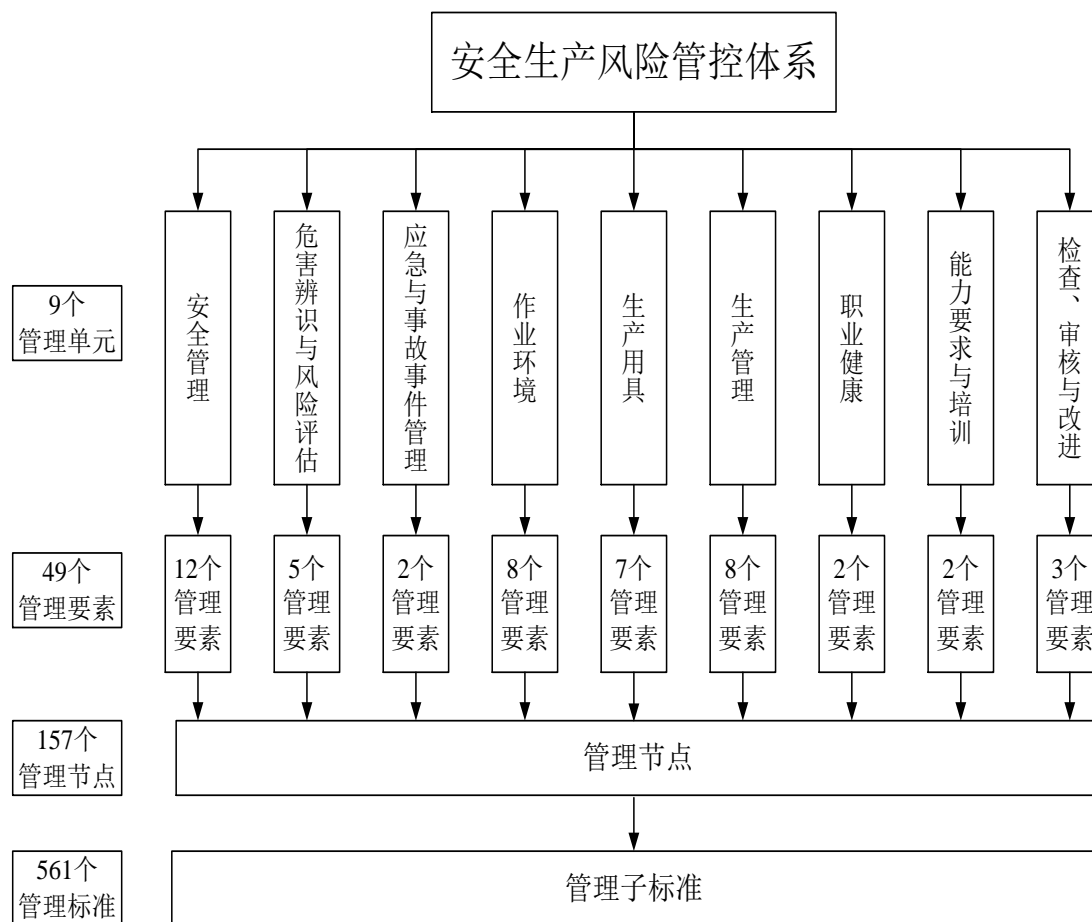 安全生产风险管控体系
9个
管理单元
安全管理
危害辨识与风险评估
应急与事故事件管理
作业环境
生产用具
生产管理
职业健康
能力要求与培训
检查、审核与改进
49个
管理要素
12个
管理
要素
5个
管理
要素
2个
管理
要素
8个
管理
要素
7个
管理
要素
8个
管理
要素
2个
管理
要素
2个
管理
要素
3个
管理
要素
157个
管理节点
管理节点
561个
管理标准
管理子标准